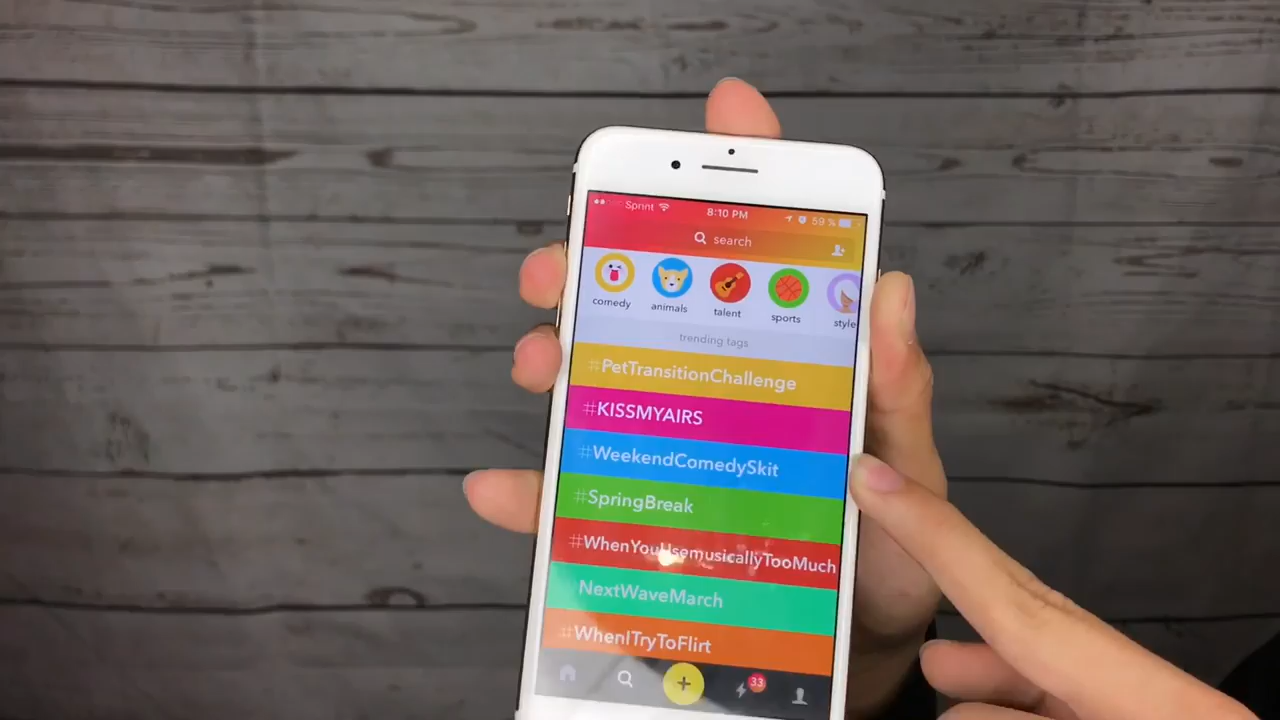 Sprint 8:10 PM 59 %
search
comedy animals talent sports style
trending tags
#PetTransitionChallenge
#KISSMYAIRS
#WeekendComedySkit
#SpringBreak
#WhenYouUsemusicallyTooMuch
NextWaveMarch
#WhenITryToFlirt
33